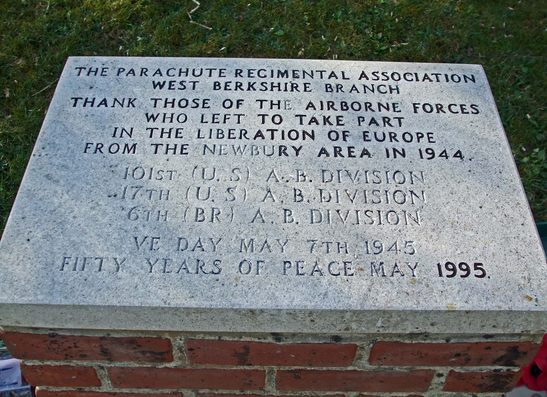 THE PARACHUTE REGIMENTAL ASSOCIATION
WEST BERKSHIRE BRANCH
THANK THOSE OF THE AIRBORNE FORCES
WHO LEFT TO TAKE PART
IN THE LIBERATION OF EUROPE
FROM THE NEWBURY AREA IN 1944.
101ST (U.S) A.B. DIVISION
17TH (U.S) A.B. DIVISION
6TH (BR) A.B. DIVISION
VE DAY MAY 7TH 1945
FIFTY YEARS OF PEACE MAY 1995.